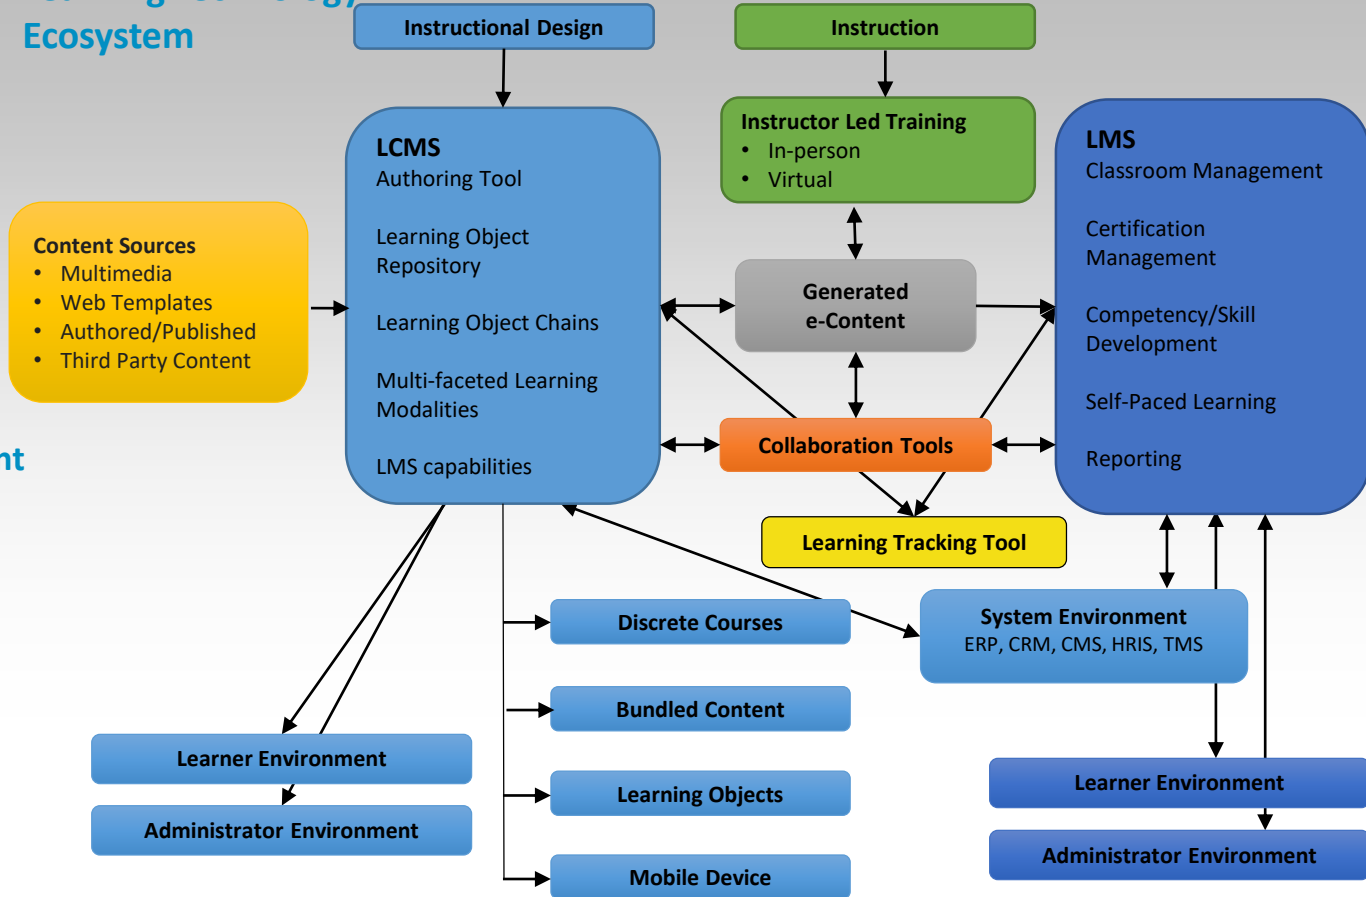 Learning Technology
Ecosystem
Instructional Design
Instruction
LCMS
Authoring Tool
Learning Object
Repository
Learning Object Chains
Multi-faceted Learning
Modalities
LMS capabilities
Instructor Led Training
• In-person
• Virtual
LMS
Classroom Management
Certification
Management
Competency/Skill
Development
Self-Paced Learning
Reporting
Content Sources
• Multimedia
• Web Templates
• Authored/Published
• Third Party Content
Generated
e-Content
Collaboration Tools
nt
Learning Tracking Tool
System Environment
ERP, CRM, CMS, HRIS, TMS
Discrete Courses
Bundled Content
Learning Objects
Mobile Device
Learner Environment
Administrator Environment
Learner Environment
Administrator Environment